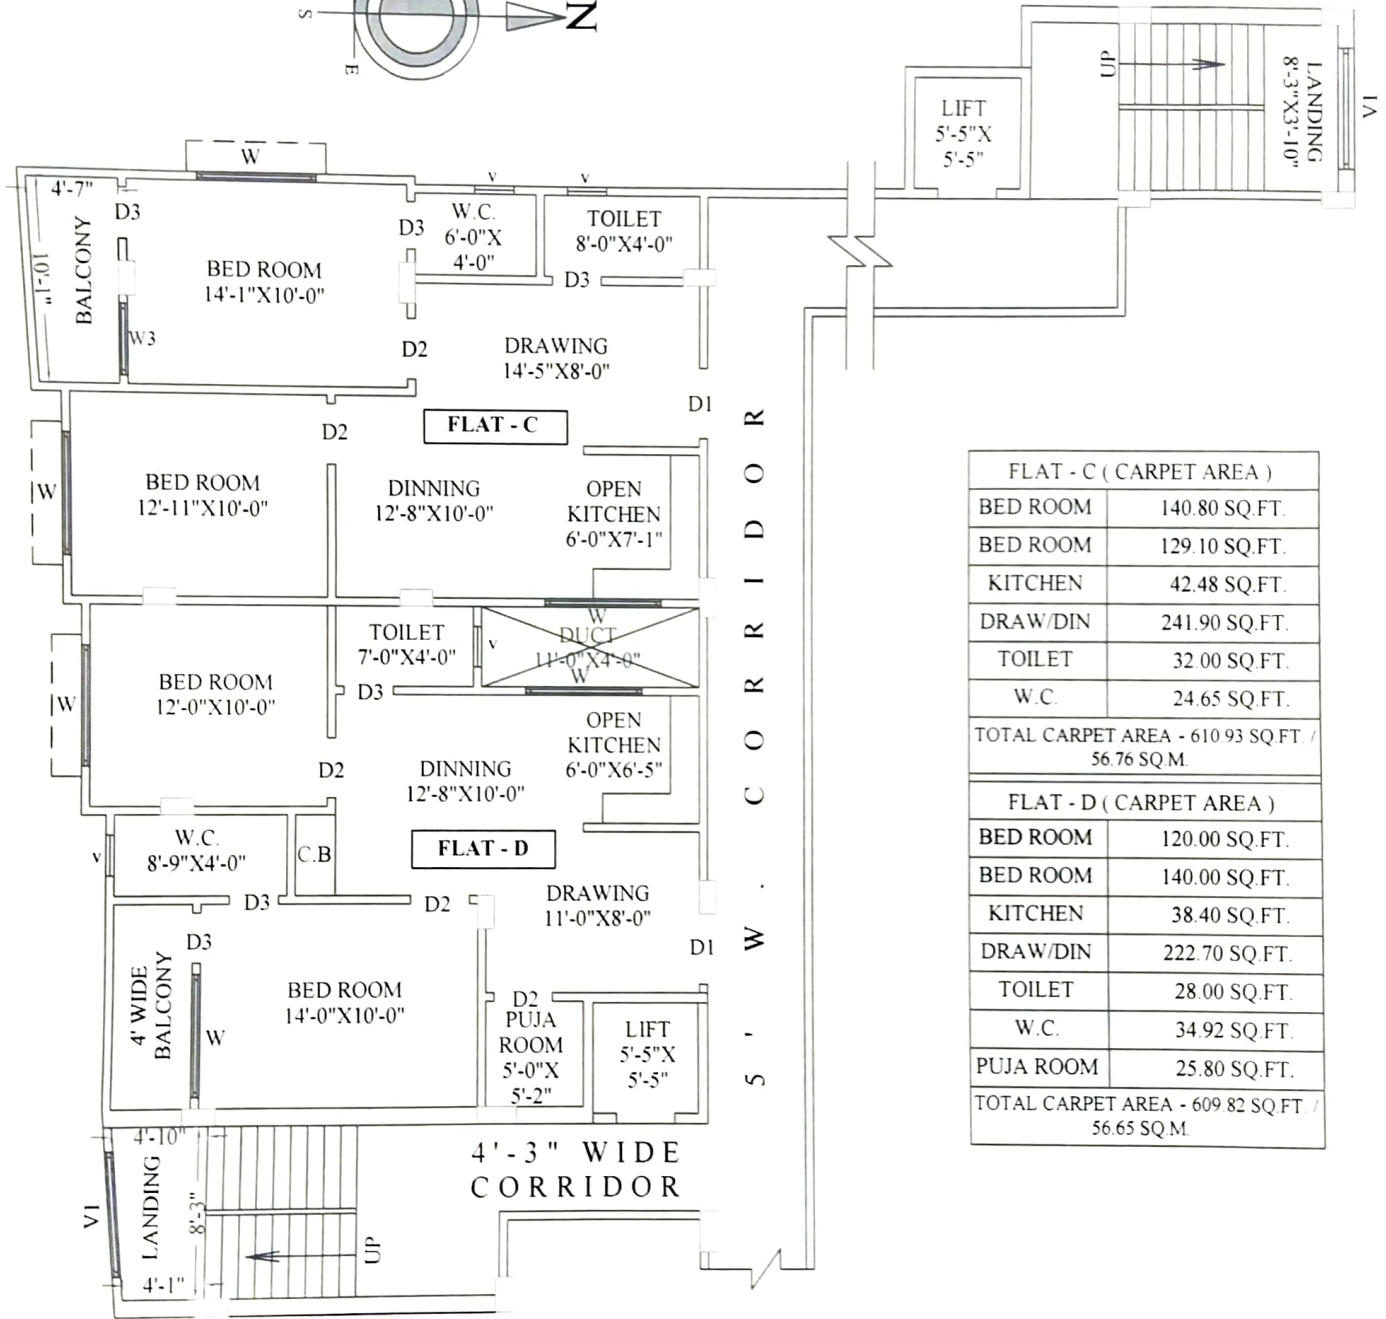 S
N
E
UP
LANDING
8'-3"X3'-10"
V1
LIFT
5'-5"X
5'-5"
W
4'-7"
D3
10'-1"
BALCONY
BED ROOM
14'-1"X10'-0"
W3
D3
v
W.C.
6'-0"X
4'-0"
v
TOILET
8'-0"X4'-0"
D3
D2
DRAWING
14'-5"X8'-0"
D1
FLAT - C
D2
W
BED ROOM
12'-11"X10'-0"
DINNING
12'-8"X10'-0"
OPEN
KITCHEN
6'-0"X7'-1"
W
DUCT
11'-0"X4'-0"
W
TOILET
7'-0"X4'-0"
v
D3
W
BED ROOM
12'-0"X10'-0"
D2
DINNING
12'-8"X10'-0"
OPEN
KITCHEN
6'-0"X6'-5"
FLAT - D
v
W.C.
8'-9"X4'-0"
C.B
D3
D2
DRAWING
11'-0"X8'-0"
D1
D3
4' WIDE
BALCONY
W
BED ROOM
14'-0"X10'-0"
D2
PUJA
ROOM
5'-0"X
5'-2"
LIFT
5'-5"X
5'-5"
5' W. CORRIDOR
4'-3" WIDE
CORRIDOR
4'-10"
V1
LANDING
8'-3"
4'-1"
UP
FLAT - C ( CARPET AREA )
BED ROOM 140.80 SQ.FT.
BED ROOM 129.10 SQ.FT.
KITCHEN 42.48 SQ.FT.
DRAW/DIN 241.90 SQ.FT.
TOILET 32.00 SQ.FT.
W.C. 24.65 SQ.FT.
TOTAL CARPET AREA - 610.93 SQ.FT. /
56.76 SQ.M.
FLAT - D ( CARPET AREA )
BED ROOM 120.00 SQ.FT.
BED ROOM 140.00 SQ.FT.
KITCHEN 38.40 SQ.FT.
DRAW/DIN 222.70 SQ.FT.
TOILET 28.00 SQ.FT.
W.C. 34.92 SQ.FT.
PUJA ROOM 25.80 SQ.FT.
TOTAL CARPET AREA - 609.82 SQ.FT. /
56.65 SQ.M.